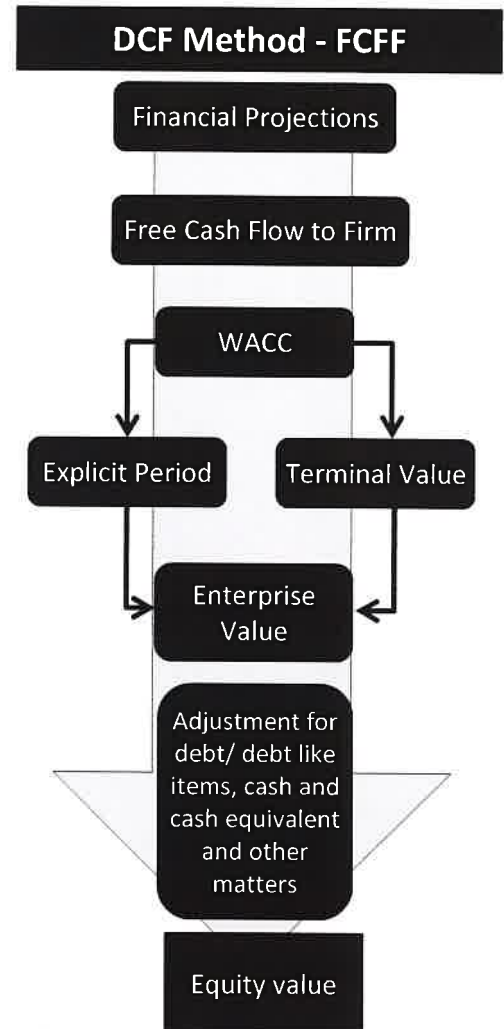 DCF Method - FCFF
Financial Projections
Free Cash Flow to Firm
WACC
Explicit Period
Terminal Value
Enterprise
Value
Adjustment for
debt/ debt like
items, cash and
cash equivalent
and other
matters
Equity value